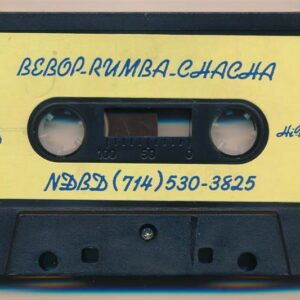 BEBOP-RUMBA-CHACHA
100 50 0
NDBD (714) 530-3825